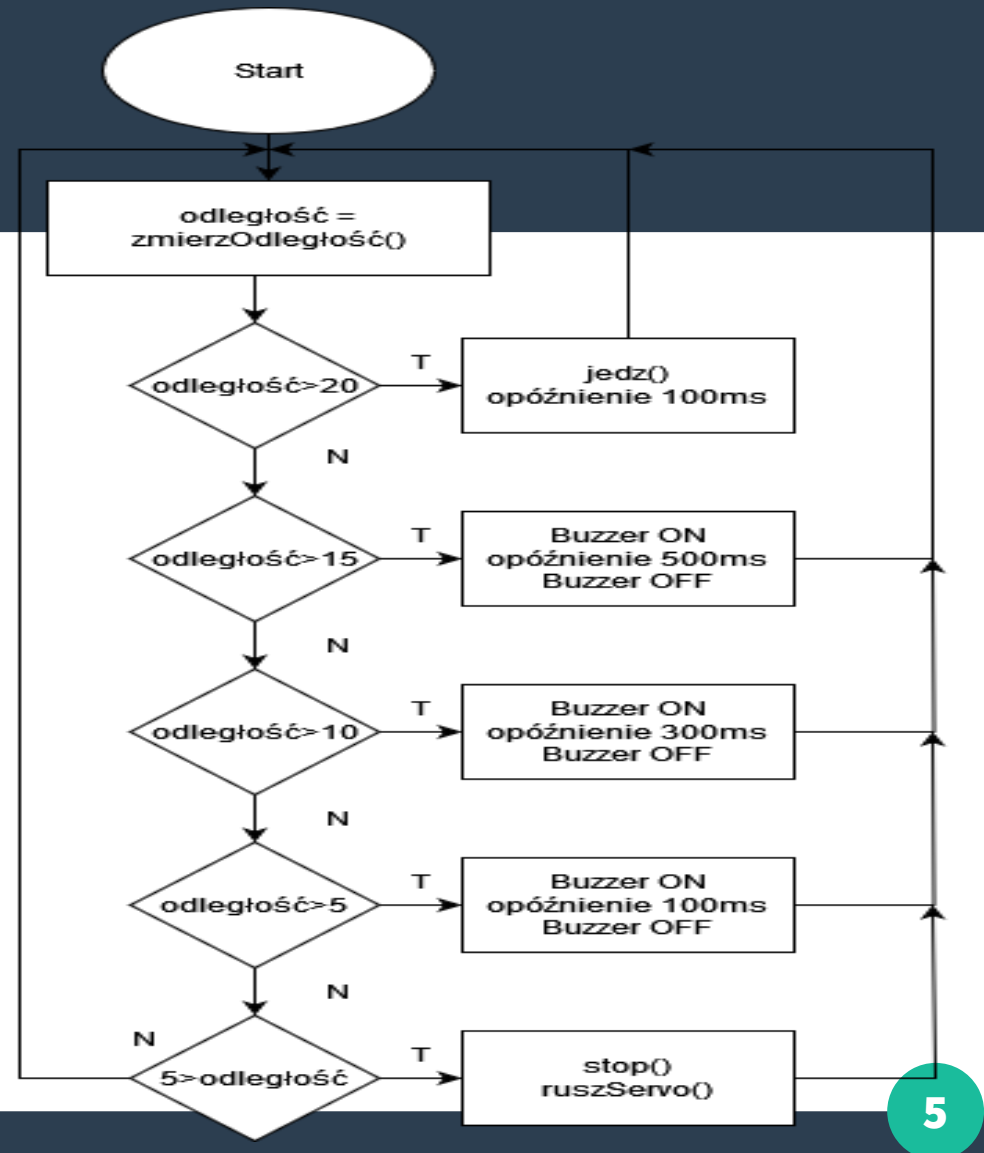 Start
odległość =
zmierzOdległość()
odległość>20
T
jedz()
opóźnienie 100ms
N
odległość>15
T
Buzzer ON
opóźnienie 500ms
Buzzer OFF
N
odległość>10
T
Buzzer ON
opóźnienie 300ms
Buzzer OFF
N
odległość>5
T
Buzzer ON
opóźnienie 100ms
Buzzer OFF
N
N
5>odległość
T
stop()
ruszServo()
5